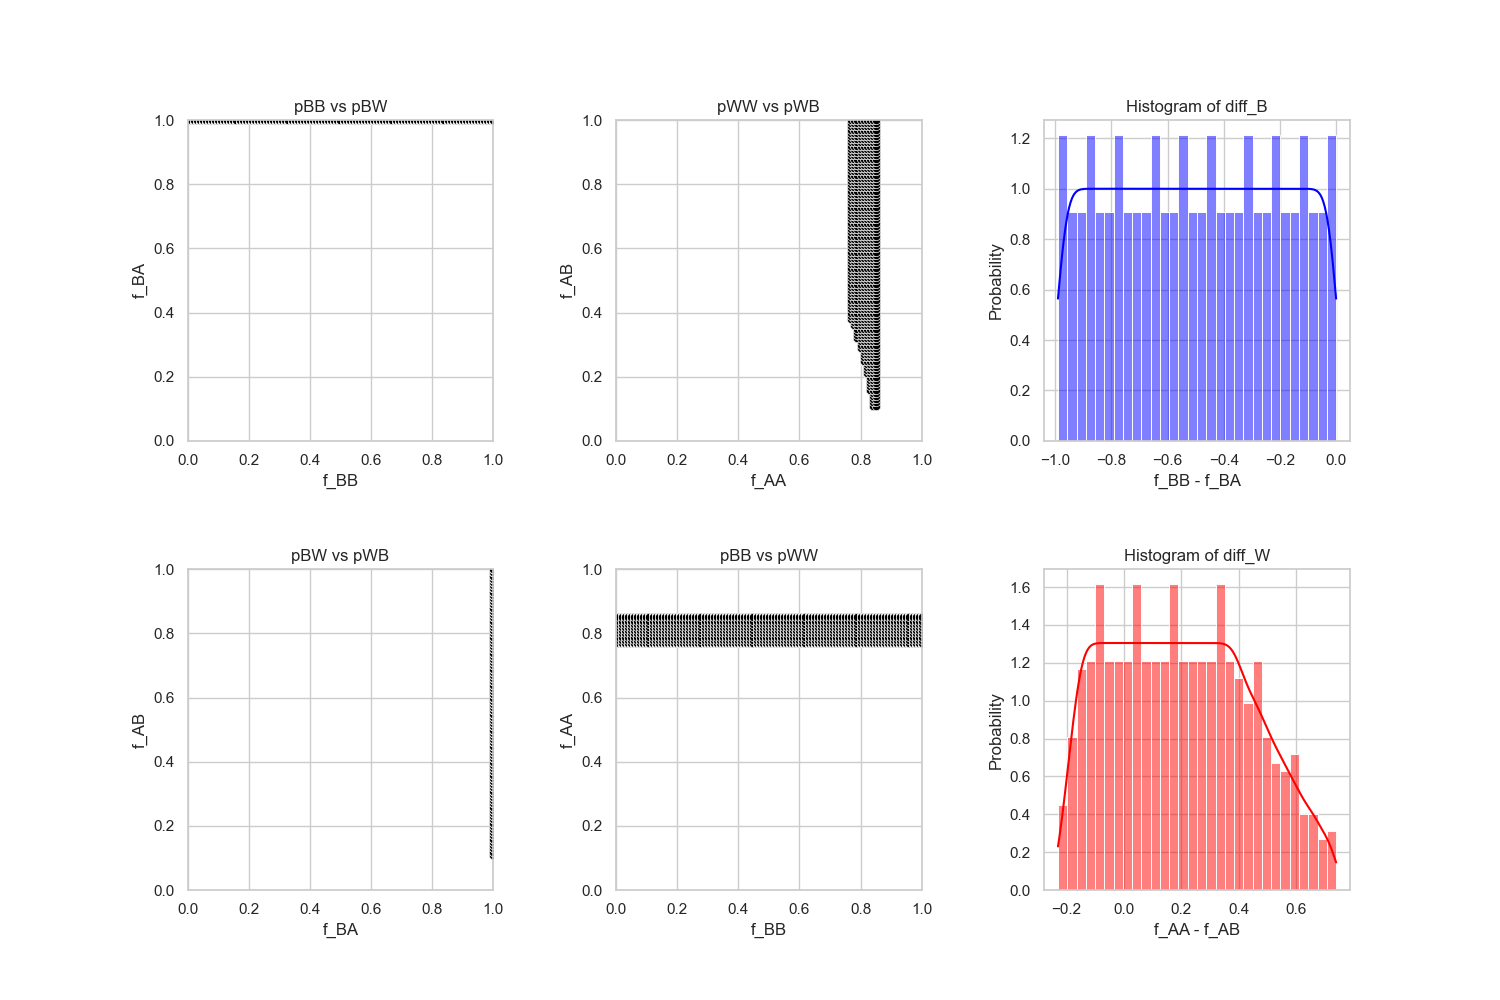 pBB vs pBW
1.0
0.8
0.6
0.4
0.2
0.0
f_BA
0.0 0.2 0.4 0.6 0.8 1.0
f_BB
pWW vs pWB
1.0
0.8
0.6
0.4
0.2
0.0
f_AB
0.0 0.2 0.4 0.6 0.8 1.0
f_AA
Histogram of diff_B
1.2
1.0
0.8
0.6
0.4
0.2
0.0
Probability
−1.0 −0.8 −0.6 −0.4 −0.2 0.0
f_BB - f_BA
pBW vs pWB
1.0
0.8
0.6
0.4
0.2
0.0
f_AB
0.0 0.2 0.4 0.6 0.8 1.0
f_BA
pBB vs pWW
1.0
0.8
0.6
0.4
0.2
0.0
f_AA
0.0 0.2 0.4 0.6 0.8 1.0
f_BB
Histogram of diff_W
1.6
1.4
1.2
1.0
0.8
0.6
0.4
0.2
0.0
Probability
−0.2 0.0 0.2 0.4 0.6
f_AA - f_AB